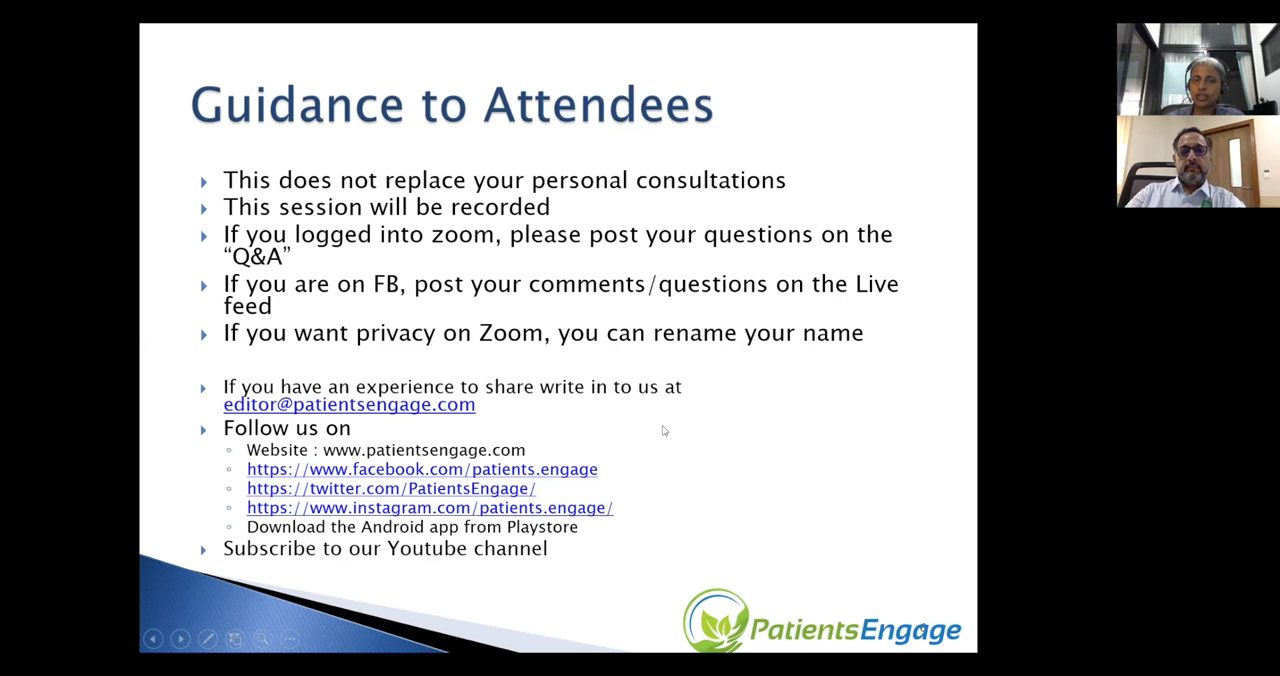 Guidance to Attendees
This does not replace your personal consultations
This session will be recorded
If you logged into zoom, please post your questions on the
“Q&A”
If you are on FB, post your comments/questions on the Live
feed
If you want privacy on Zoom, you can rename your name
If you have an experience to share write in to us at
editor@patientsengage.com
Follow us on
Website : www.patientsengage.com
https://www.facebook.com/patients.engage
https://twitter.com/PatientsEngage/
https://www.instagram.com/patients.engage/
Download the Android app from Playstore
Subscribe to our Youtube channel
PatientsEngage